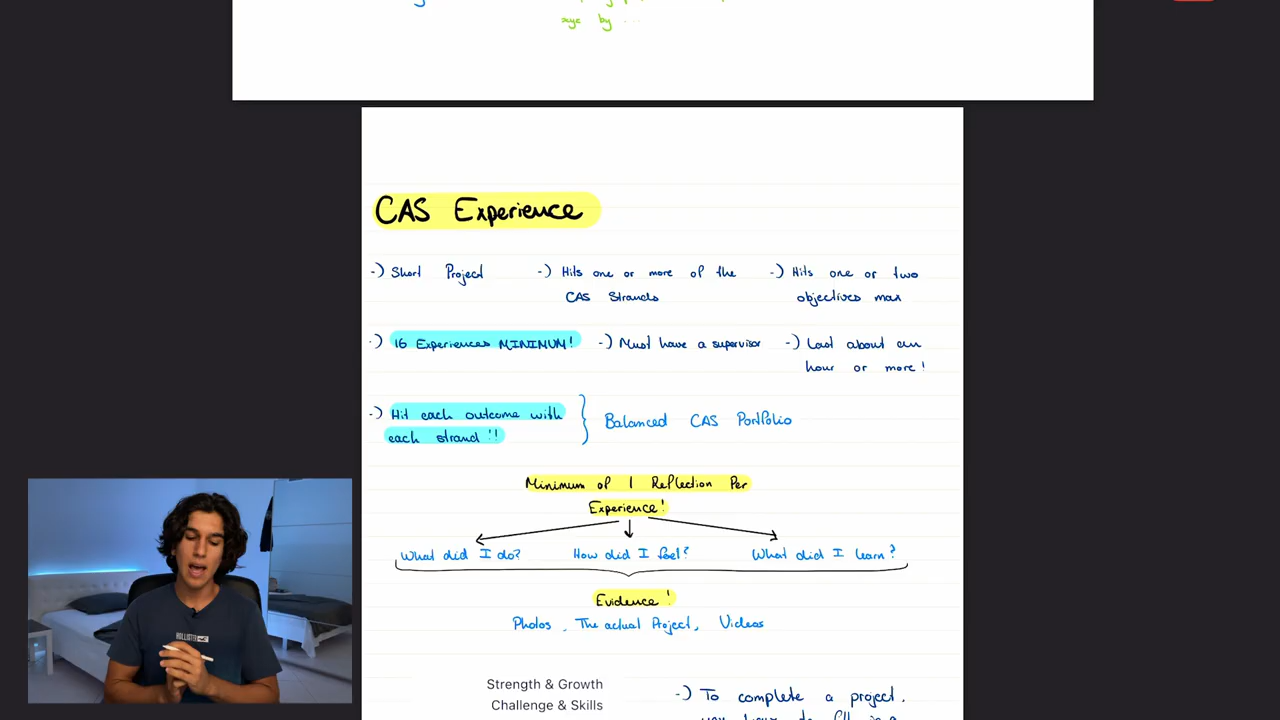 aye by ...
CAS Experience
-) Short Project
-) Hits one or more of the
CAS Strands
-) Hits one or two
objectives max
-) 16 Experiences MINIMUM!
-) Must have a supervisor
-) Last about an
hour or more!
-) Hit each outcome with
each strand!!
Balanced CAS Portfolio
Minimum of 1 Reflection Per
Experience!
What did I do?
How did I feel?
What did I learn?
Evidence!
Photos, The actual Project, Videos
HOLLISTER
Strength & Growth
Challenge & Skills
-) To complete a project,